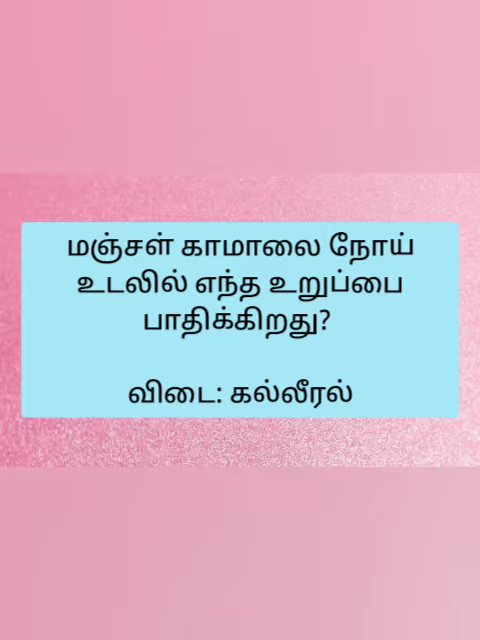 மஞ்சள் காமாலை நோய்
உடலில் எந்த உறுப்பை
பாதிக்கிறது?
விடை: கல்லீரல்